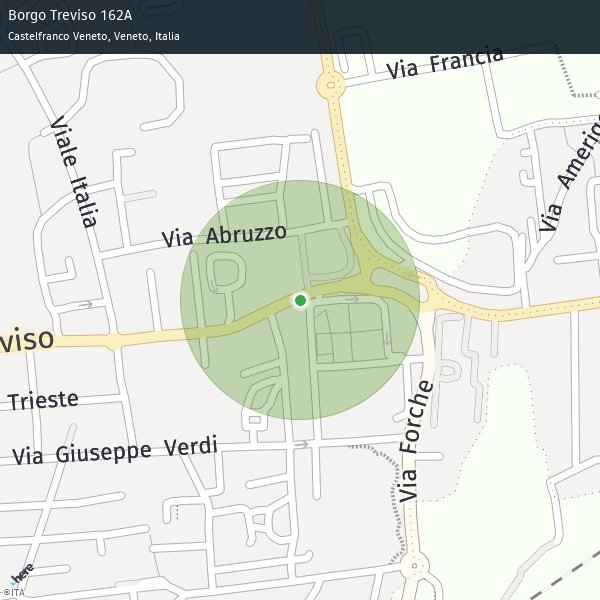 Borgo Treviso 162A
Castelfranco Veneto, Veneto, Italia
Via Francia
Viale Italia
Via Amerigo
Via Abruzzo
viso
Trieste
Via Forche
Via Giuseppe Verdi
here
©ITA